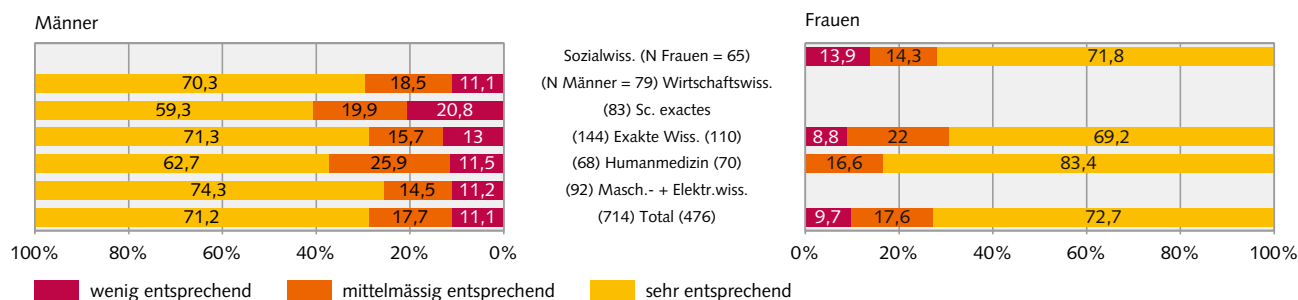 Männer
Frauen
Sozialwiss. (N Frauen = 65)
13,9 14,3 71,8
70,3 18,5 11,1
(N Männer = 79) Wirtschaftswiss.
59,3 19,9 20,8
(83) Sc. exactes
71,3 15,7 13
(144) Exakte Wiss. (110)
8,8 22 69,2
62,7 25,9 11,5
(68) Humanmedizin (70)
16,6 83,4
74,3 14,5 11,2
(92) Masch.- + Elektr.wiss.
71,2 17,7 11,1
(714) Total (476)
9,7 17,6 72,7
100% 80% 60% 40% 20% 0%
0% 20% 40% 60% 80% 100%
wenig entsprechend
mittelmässig entsprechend
sehr entsprechend